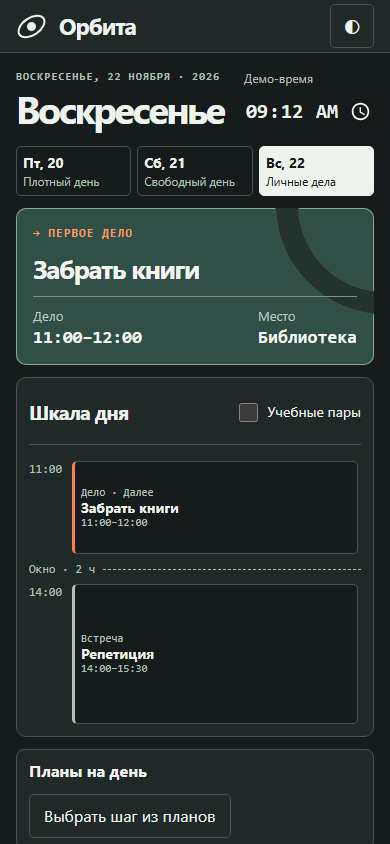 Орбита
ВОСКРЕСЕНЬЕ, 22 НОЯБРЯ · 2026
Демо-время
Воскресенье
09:12 AM
Пт, 20
Плотный день
Сб, 21
Свободный день
Вс, 22
Личные дела
→ ПЕРВОЕ ДЕЛО
Забрать книги
Дело
11:00–12:00
Место
Библиотека
Шкала дня
Учебные пары
11:00
Дело · Далее
Забрать книги
11:00–12:00
Окно · 2 ч
14:00
Встреча
Репетиция
14:00–15:30
Планы на день
Выбрать шаг из планов